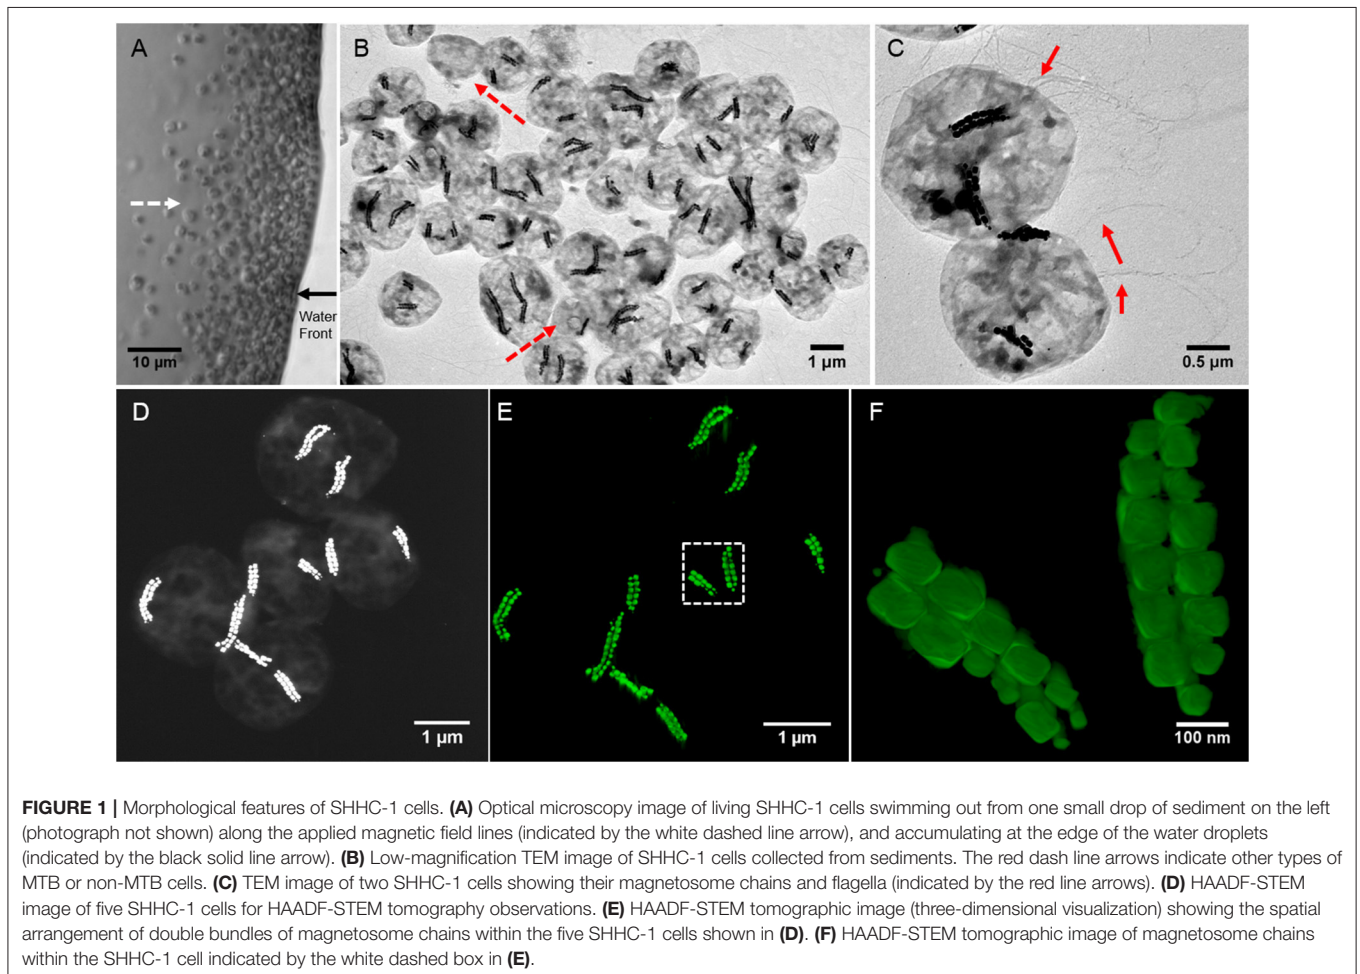 A
Water
Front
10 µm
B
1 µm
C
0.5 µm
D
1 µm
E
1 µm
F
100 nm
FIGURE 1 | Morphological features of SHHC-1 cells. (A) Optical microscopy image of living SHHC-1 cells swimming out from one small drop of sediment on the left
(photograph not shown) along the applied magnetic field lines (indicated by the white dashed line arrow), and accumulating at the edge of the water droplets
(indicated by the black solid line arrow). (B) Low-magnification TEM image of SHHC-1 cells collected from sediments. The red dash line arrows indicate other types of
MTB or non-MTB cells. (C) TEM image of two SHHC-1 cells showing their magnetosome chains and flagella (indicated by the red line arrows). (D) HAADF-STEM
image of five SHHC-1 cells for HAADF-STEM tomography observations. (E) HAADF-STEM tomographic image (three-dimensional visualization) showing the spatial
arrangement of double bundles of magnetosome chains within the five SHHC-1 cells shown in (D). (F) HAADF-STEM tomographic image of magnetosome chains
within the SHHC-1 cell indicated by the white dashed box in (E).